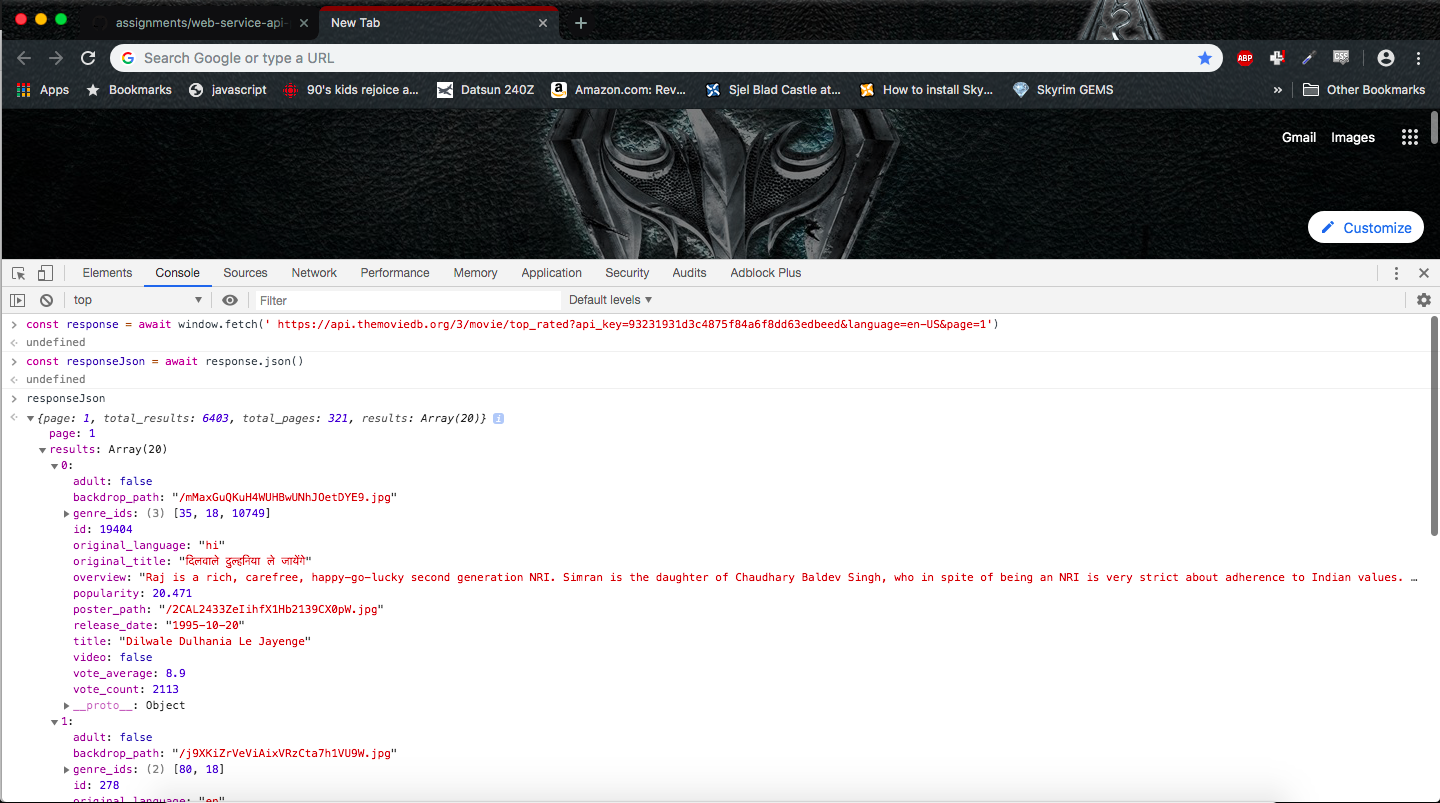 assignments/web-service-api-
New Tab
Search Google or type a URL
ABP
CSP
Apps
Bookmarks
javascript
90's kids rejoice a...
Datsun 240Z
Amazon.com: Rev...
Sjel Blad Castle at...
How to install Sky...
Skyrim GEMS
»
Other Bookmarks
Gmail
Images
Customize
Elements
Console
Sources
Network
Performance
Memory
Application
Security
Audits
Adblock Plus
top
Filter
Default levels
const response = await window.fetch(' https://api.themoviedb.org/3/movie/top_rated?api_key=93231931d3c4875f84a6f8dd63edbeed&language=en-US&page=1')
undefined
const responseJson = await response.json()
undefined
responseJson
{page: 1, total_results: 6403, total_pages: 321, results: Array(20)} i
page: 1
results: Array(20)
0:
adult: false
backdrop_path: "/mMaxGuQKuH4WUHBwUNhJOetDYE9.jpg"
genre_ids: (3) [35, 18, 10749]
id: 19404
original_language: "hi"
original_title: "दिलवाले दुल्हनिया ले जायेंगे"
overview: "Raj is a rich, carefree, happy-go-lucky second generation NRI. Simran is the daughter of Chaudhary Baldev Singh, who in spite of being an NRI is very strict about adherence to Indian values. …
popularity: 20.471
poster_path: "/2CAL2433ZeIihfX1Hb2139CX0pW.jpg"
release_date: "1995-10-20"
title: "Dilwale Dulhania Le Jayenge"
video: false
vote_average: 8.9
vote_count: 2113
__proto__: Object
1:
adult: false
backdrop_path: "/j9XKiZrVeViAixVRzCta7h1VU9W.jpg"
genre_ids: (2) [80, 18]
id: 278
original_language: "en"